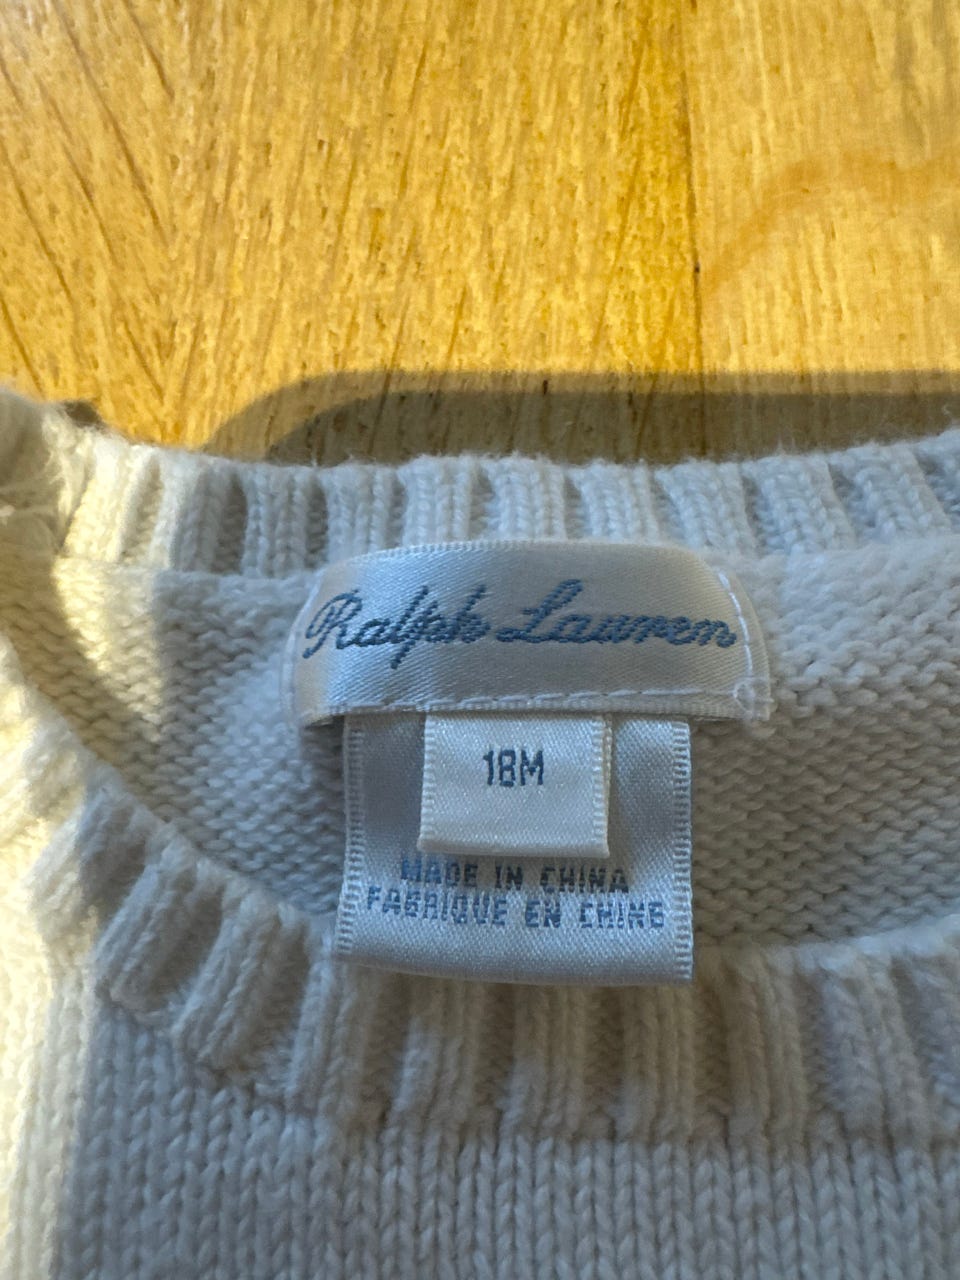 Ralph Lauren
18M
MADE IN CHINA
FABRIQUE EN CHINE